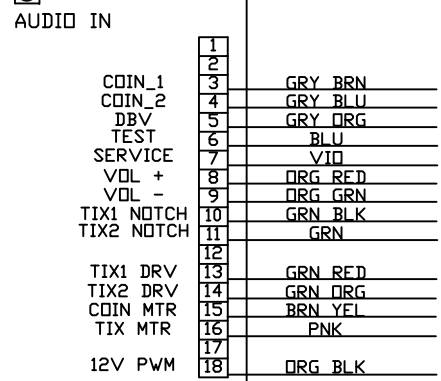 AUDIO IN
1
2
COIN_1 3 GRY BRN
COIN_2 4 GRY BLU
DBV 5 GRY ORG
TEST 6 BLU
SERVICE 7 VIO
VOL + 8 ORG RED
VOL - 9 ORG GRN
TIX1 NOTCH 10 GRN BLK
TIX2 NOTCH 11 GRN
12
TIX1 DRV 13 GRN RED
TIX2 DRV 14 GRN ORG
COIN MTR 15 BRN YEL
TIX MTR 16 PNK
17
12V PWM 18 ORG BLK